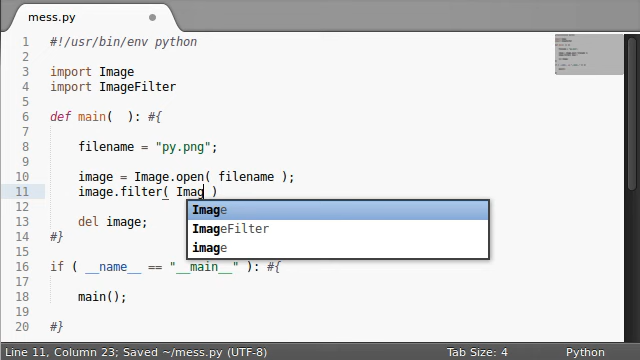 mess.py
1 #!/usr/bin/env python
2
3 import Image
4 import ImageFilter
5
6 def main(  ): #{
7
8     filename = "py.png";
9
10     image = Image.open( filename );
11     image.filter( Imag )
Image
ImageFilter
image
12
13     del image;
14 #}
15
16 if ( __name__ == "__main__" ): #{
17
18     main();
19
20 #}
Line 11, Column 23; Saved ~/mess.py (UTF-8) Tab Size: 4 Python